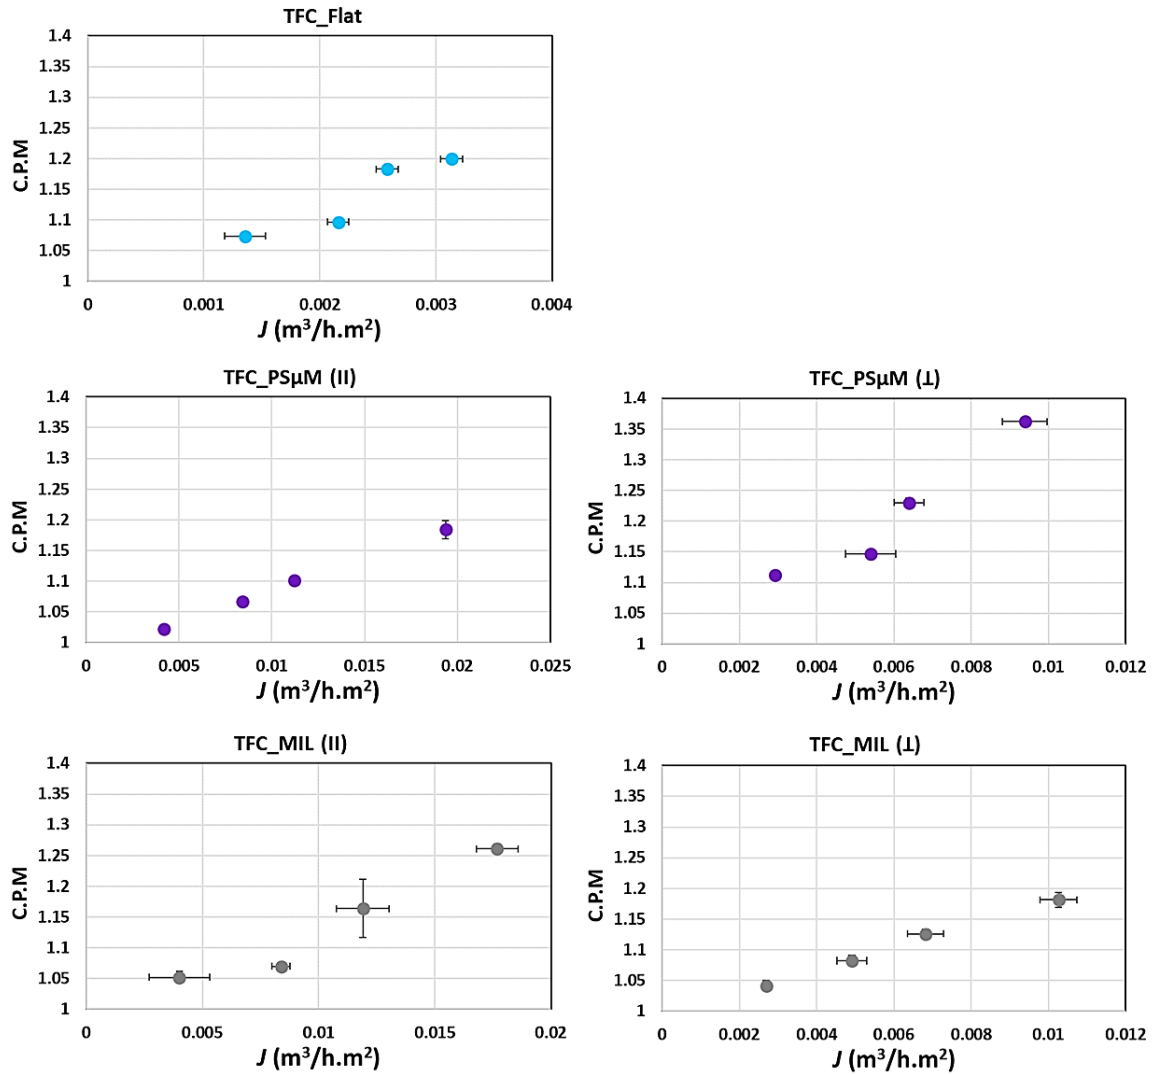 TFC_Flat
1.4
1.35
1.3
1.25
1.2
1.15
1.1
1.05
1
C.P.M
0 0.001 0.002 0.003 0.004
J (m³/h.m²)
TFC_PSµM (II)
1.4
1.35
1.3
1.25
1.2
1.15
1.1
1.05
1
C.P.M
0 0.005 0.01 0.015 0.02 0.025
J (m³/h.m²)
TFC_PSµM (⊥)
1.4
1.35
1.3
1.25
1.2
1.15
1.1
1.05
1
C.P.M
0 0.002 0.004 0.006 0.008 0.01 0.012
J (m³/h.m²)
TFC_MIL (II)
1.4
1.35
1.3
1.25
1.2
1.15
1.1
1.05
1
C.P.M
0 0.005 0.01 0.015 0.02
J (m³/h.m²)
TFC_MIL (⊥)
1.4
1.35
1.3
1.25
1.2
1.15
1.1
1.05
1
C.P.M
0 0.002 0.004 0.006 0.008 0.01 0.012
J (m³/h.m²)